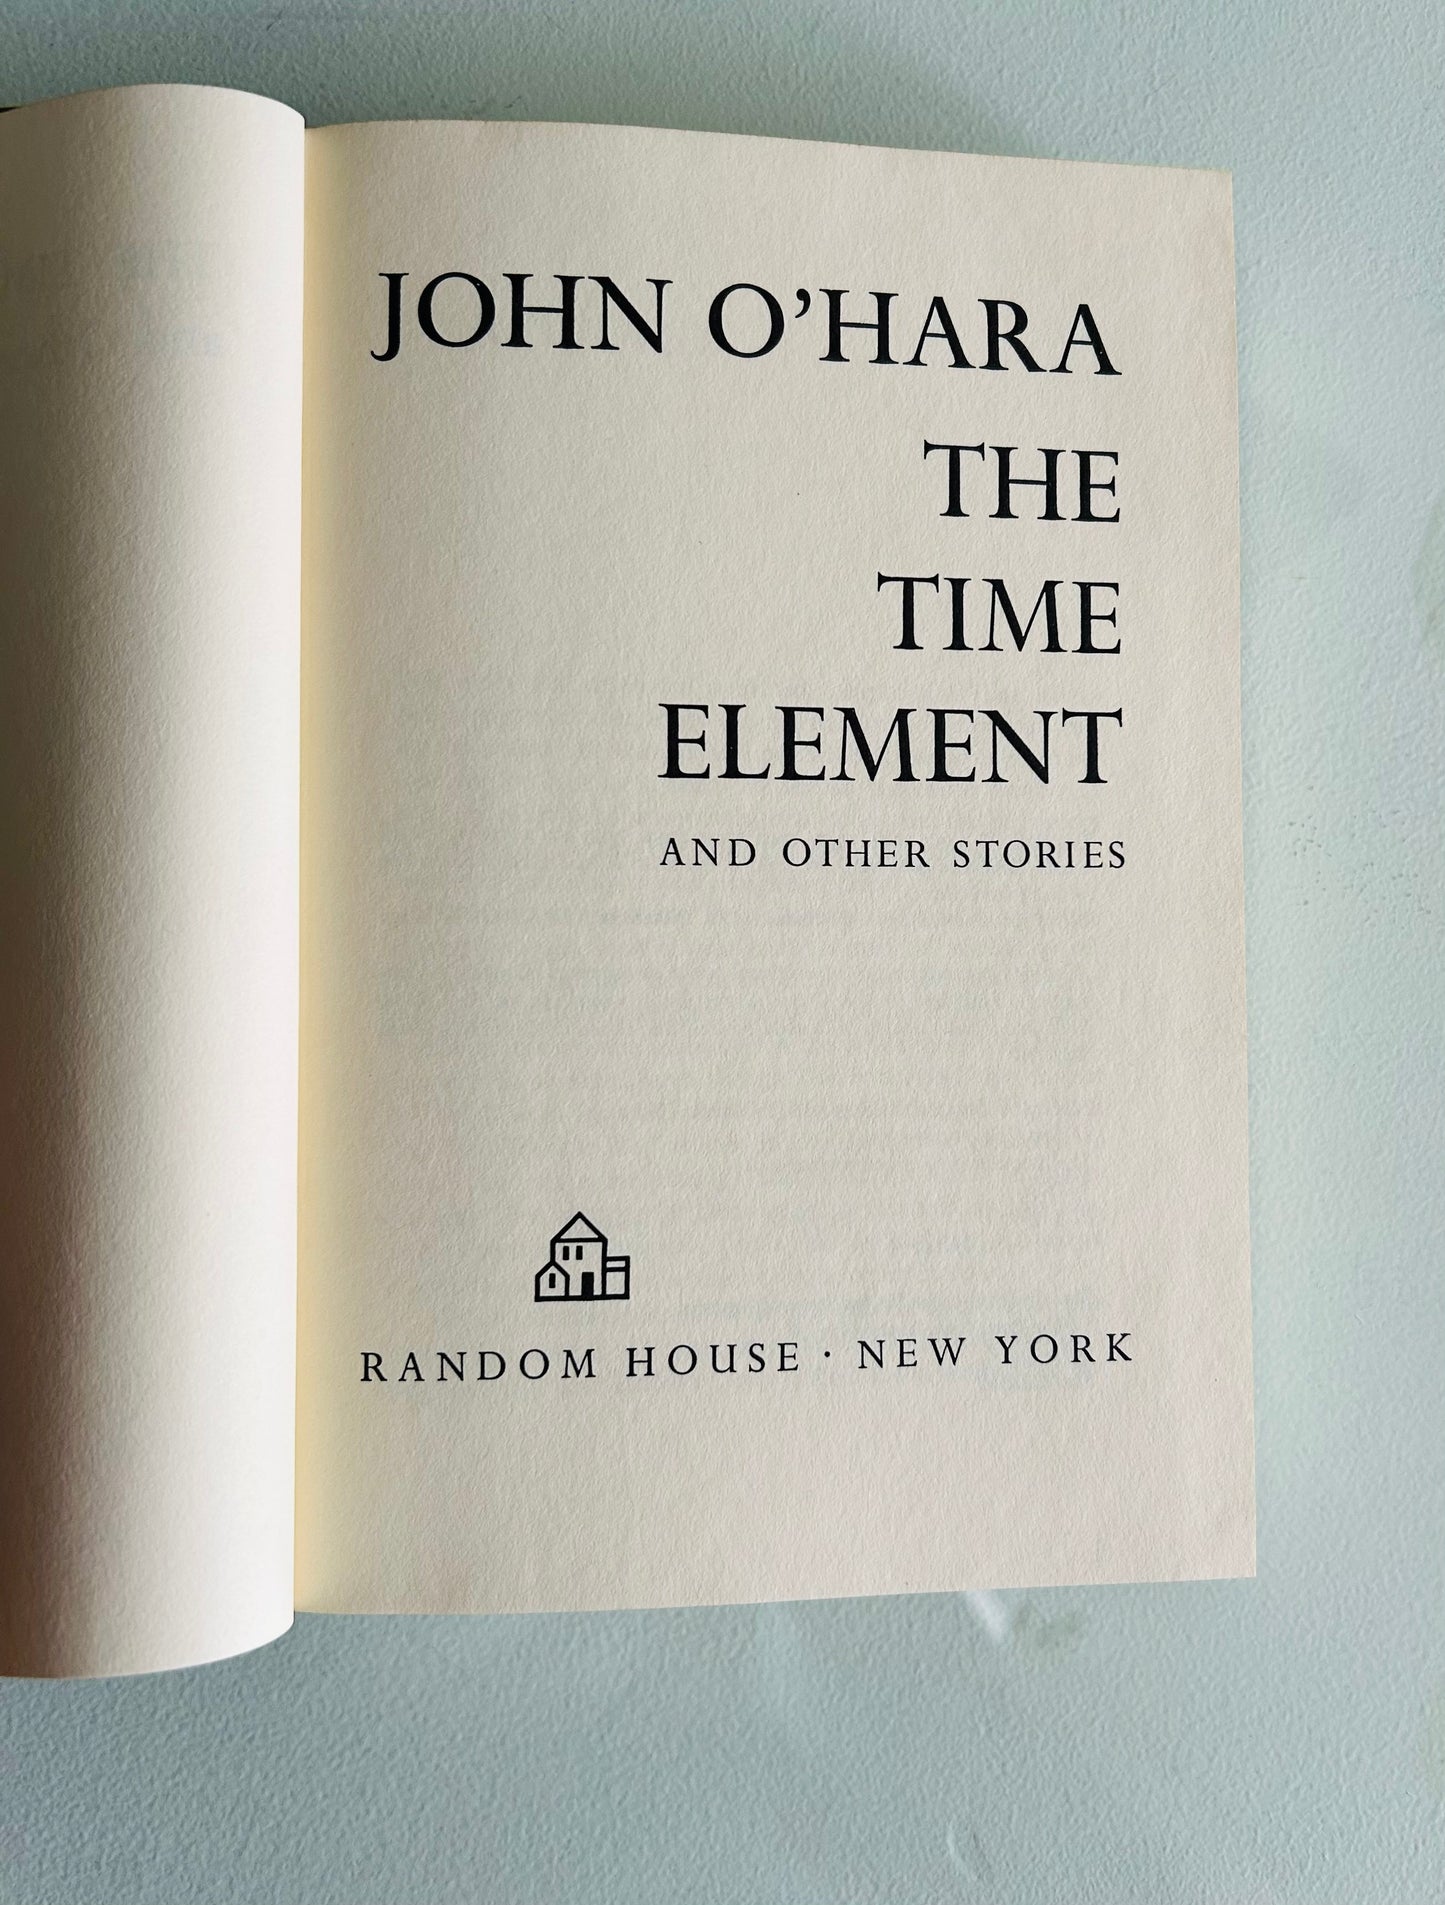 JOHN O’HARA
THE
TIME
ELEMENT
AND OTHER STORIES
RANDOM HOUSE · NEW YORK